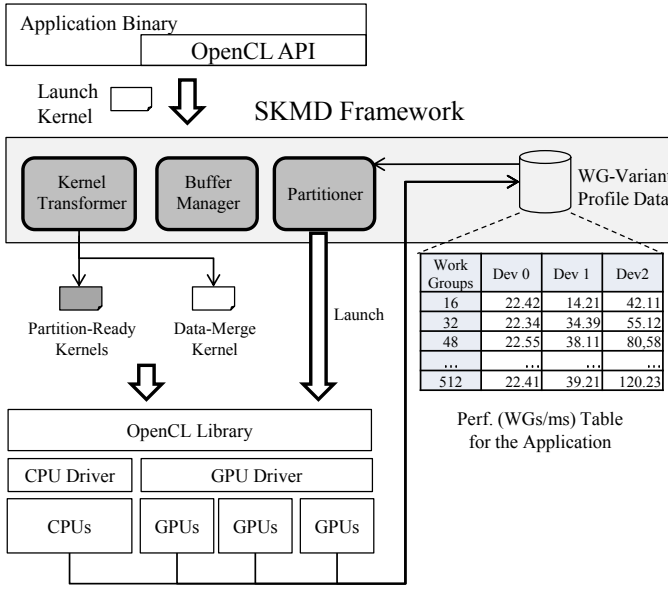 Application Binary
OpenCL API
Launch
Kernel
SKMD Framework
Kernel
Transformer
Buffer
Manager
Partitioner
WG-Variant
Profile Data
Work
Groups
Dev 0
Dev 1
Dev2
16
22.42
14.21
42.11
32
22.34
34.39
55.12
48
22.55
38.11
80,58
...
...
...
...
512
22.41
39.21
120.23
Partition-Ready
Kernels
Data-Merge
Kernel
Launch
Perf. (WGs/ms) Table
for the Application
OpenCL Library
CPU Driver
GPU Driver
CPUs
GPUs
GPUs
GPUs